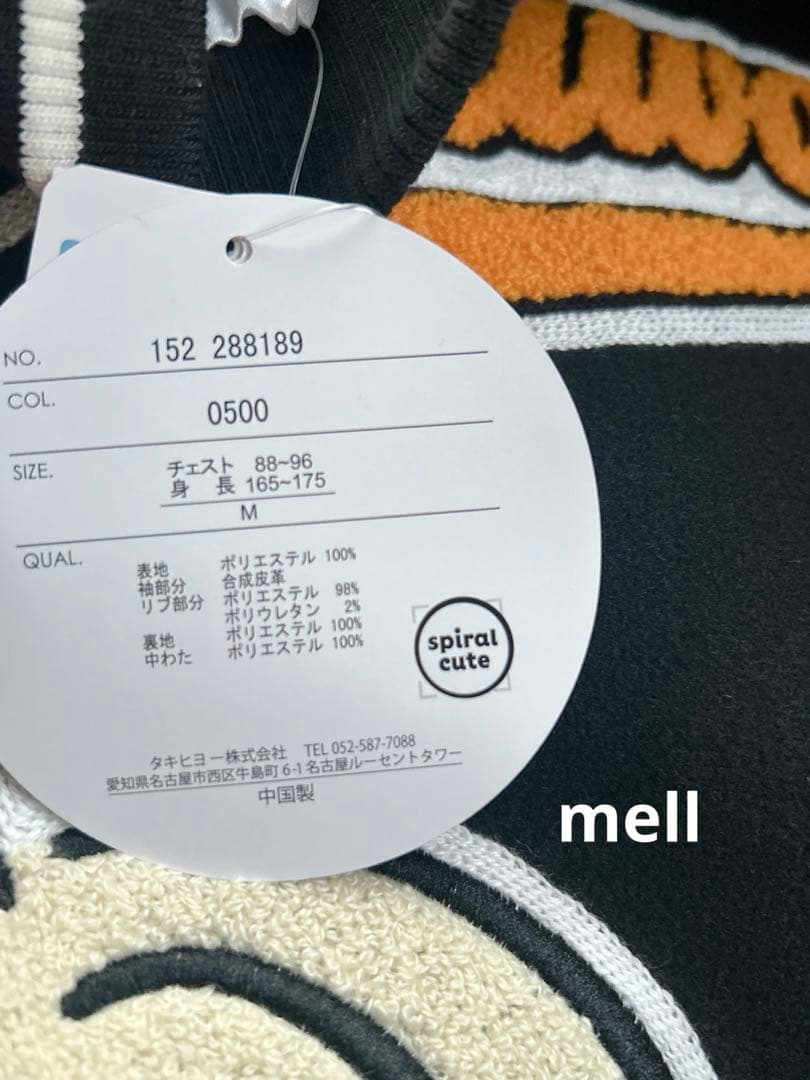 NO. 152 288189
COL. 0500
SIZE. チェスト 88~96
身 長 165~175
M
QUAL.
表地 ポリエステル 100%
袖部分 合成皮革
リブ部分 ポリエステル 98%
ポリウレタン 2%
裏地 ポリエステル 100%
中わた ポリエステル 100%
spiral
cute
タキヒヨー株式会社 TEL 052-587-7088
愛知県名古屋市西区牛島町 6-1 名古屋ルーセントタワー
中国製
mell